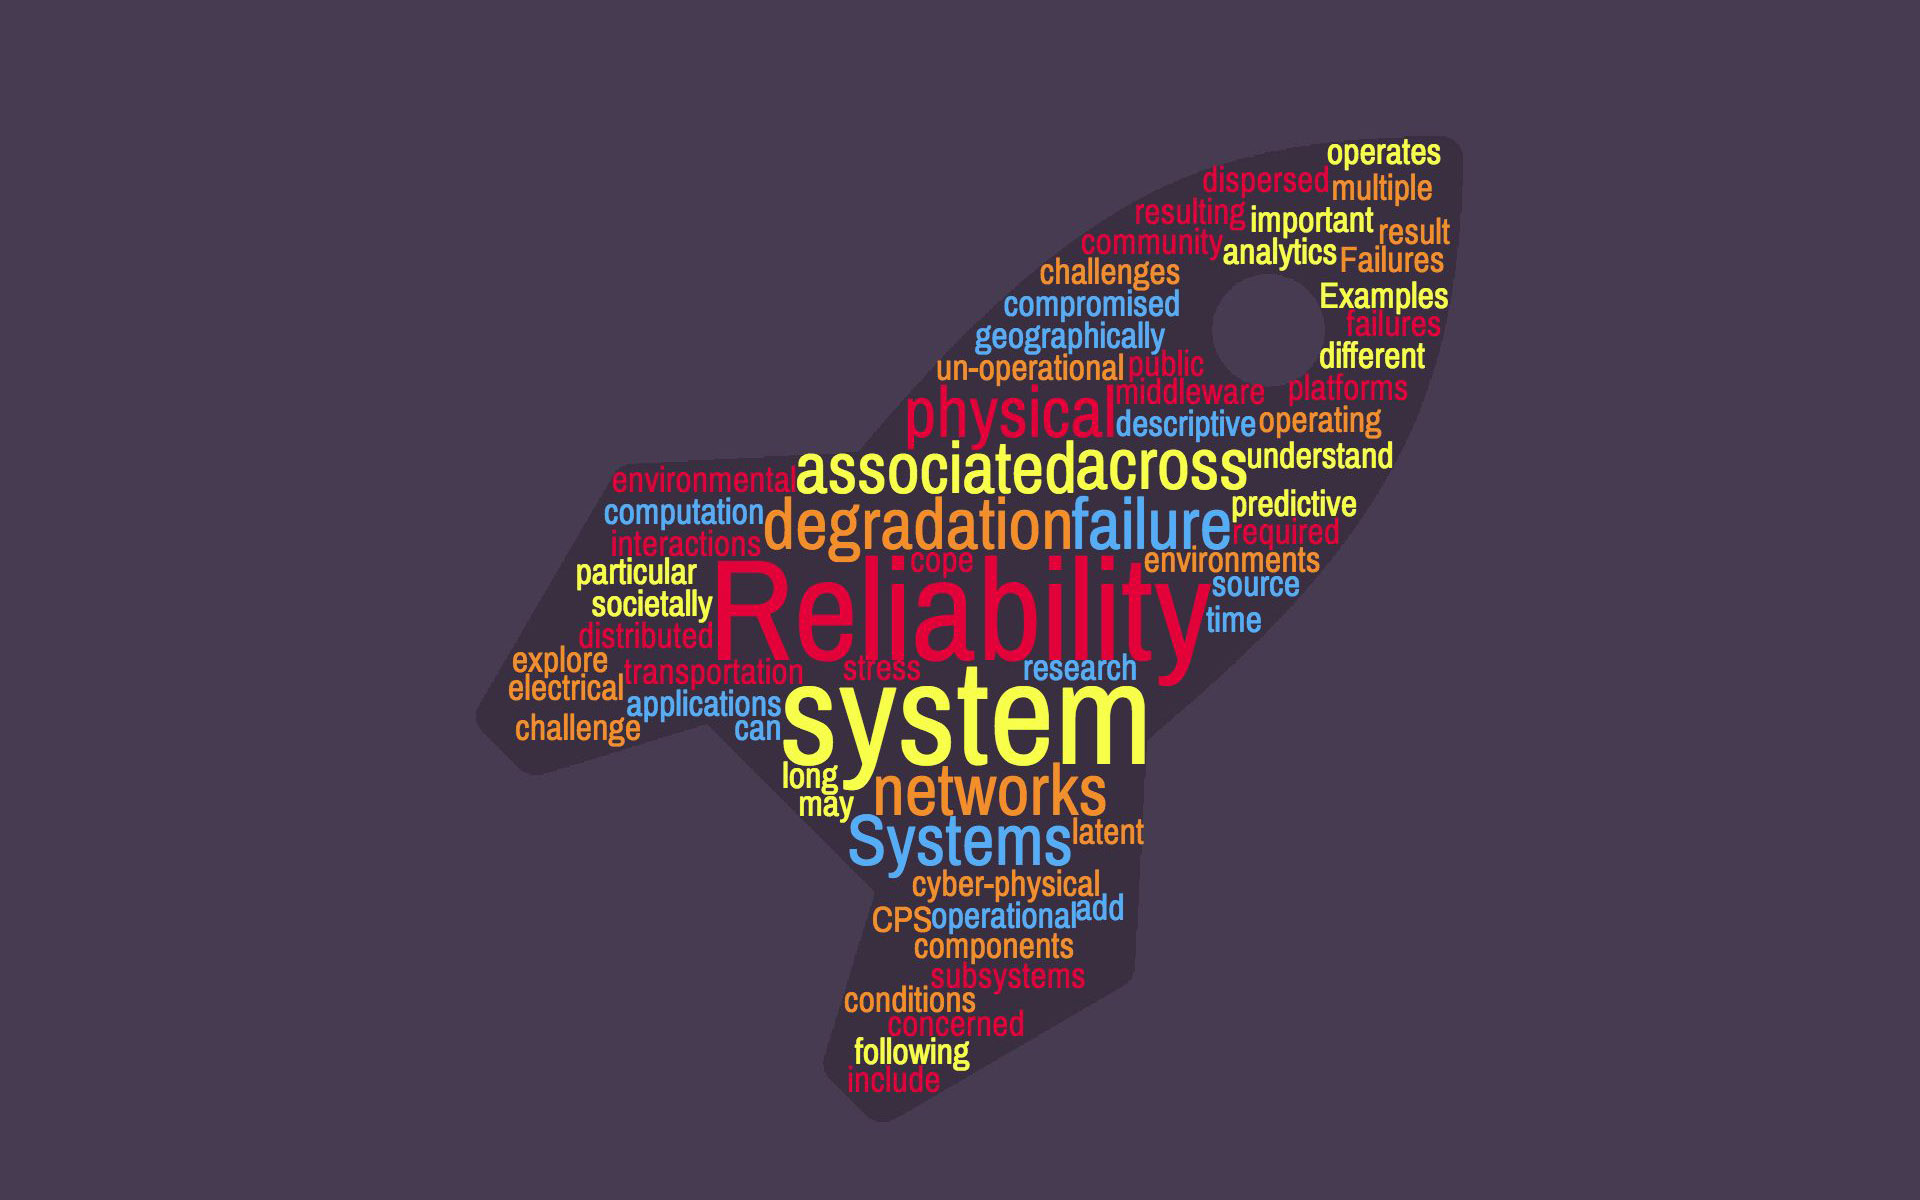 operates
dispersed multiple
resulting important result
community analytics Failures
challenges
compromised Examples
geographically failures
un-operational public different
physical middleware platforms
descriptive operating
associated across understand
environmental
computation degradation failure predictive
interactions required
cope environments
particular Reliability source
societally time
distributed
explore transportation stress research
electrical applications
challenge can system
long networks
may
Systems latent
cyber-physical
CPS operational add
components
subsystems
conditions
concerned
following
include